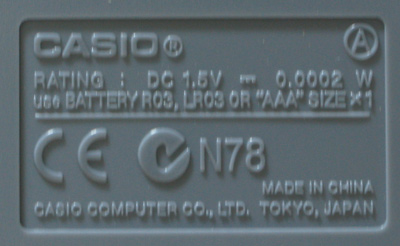 CASIO® A
RATING : DC 1.5V ⎓ 0.0002 W
use BATTERY R03, LR03 OR "AAA" SIZE ×1
CE N78
MADE IN CHINA
CASIO COMPUTER CO., LTD. TOKYO, JAPAN